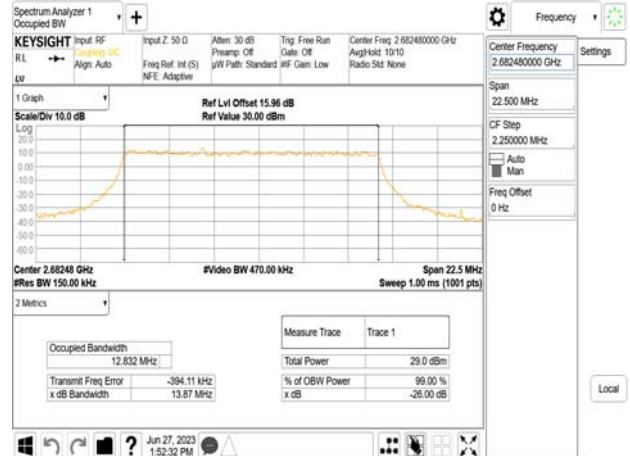 Spectrum Analyzer 1
Occupied BW
Frequency
KEYSIGHT
Input: RF
Coupling: DC
Align: Auto
RL
Input Z: 50 Ω
Freq Ref: Int (S)
NFE: Adaptive
Atten: 30 dB
Preamp: Off
µW Path: Standard
Trig: Free Run
Gate: Off
#IF Gain: Low
Center Freq: 2.682480000 GHz
Avg|Hold: 10/10
Radio Std: None
Center Frequency
2.682480000 GHz
Settings
Span
22.500 MHz
CF Step
2.250000 MHz
Auto
Man
Freq Offset
0 Hz
Local
1 Graph
Scale/Div 10.0 dB
Ref Lvl Offset 15.96 dB
Ref Value 30.00 dBm
Log
20.0
10.0
0.00
-10.0
-20.0
-30.0
-40.0
-50.0
-60.0
Center 2.68248 GHz
#Res BW 150.00 kHz
#Video BW 470.00 kHz
Span 22.5 MHz
Sweep 1.00 ms (1001 pts)
2 Metrics
Measure Trace Trace 1
Occupied Bandwidth
12.832 MHz
Total Power 29.0 dBm
Transmit Freq Error -394.11 kHz
% of OBW Power 99.00 %
x dB Bandwidth 13.87 MHz
x dB -26.00 dB
?
Jun 27, 2023
1:52:32 PM